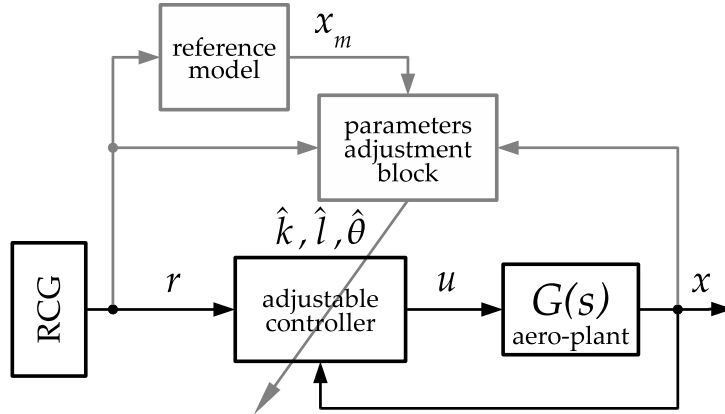 reference
model
x_m
parameters
adjustment
block
k̂ , l̂ , θ̂
RCG
r
adjustable
controller
u
G(s)
aero-plant
x